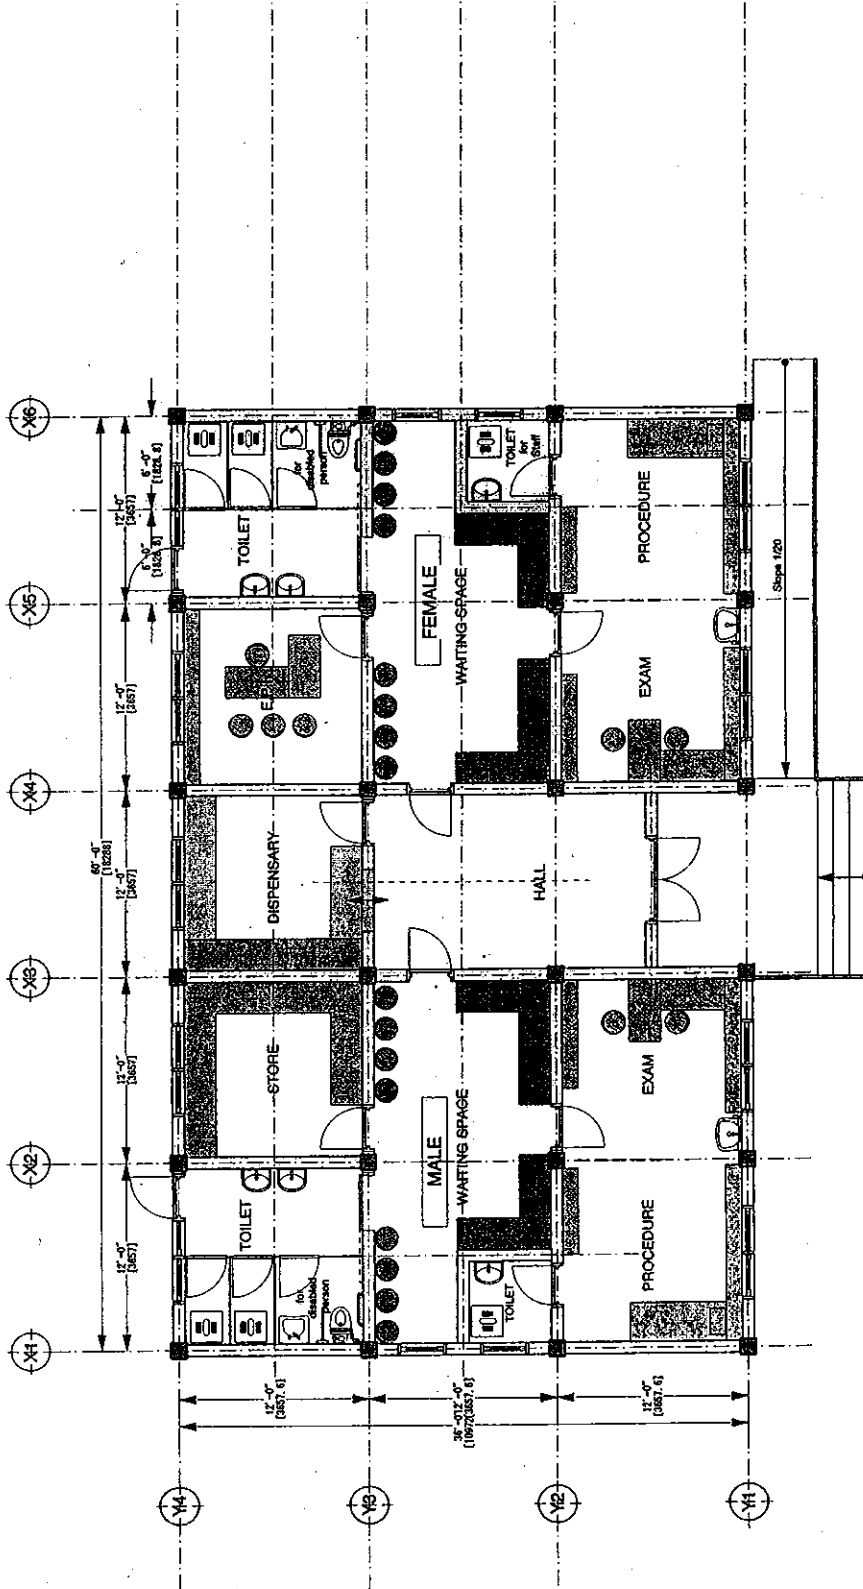 X1 X2 X3 X4 X5 X6
60'-0"
[18288]
12'-0" 12'-0" 12'-0" 12'-0" 12'-0"
[3657] [3657] [3657] [3657] [3657]
6'-0" 6'-0"
[1828.8] [1828.8]
Y4
12'-0"
[3657.6]
TOILET
for
disabled
person
STORE
DISPENSARY
E.P.I.
TOILET
for
disabled
person
Y3
36'-0"12'-0"
[10972[3657.6]
MALE
WAITING SPACE
TOILET
HALL
FEMALE
WAITING SPACE
TOILET
for
Staff
Y2
12'-0"
[3657.6]
PROCEDURE
EXAM
EXAM
PROCEDURE
Y1
Slope 1/20